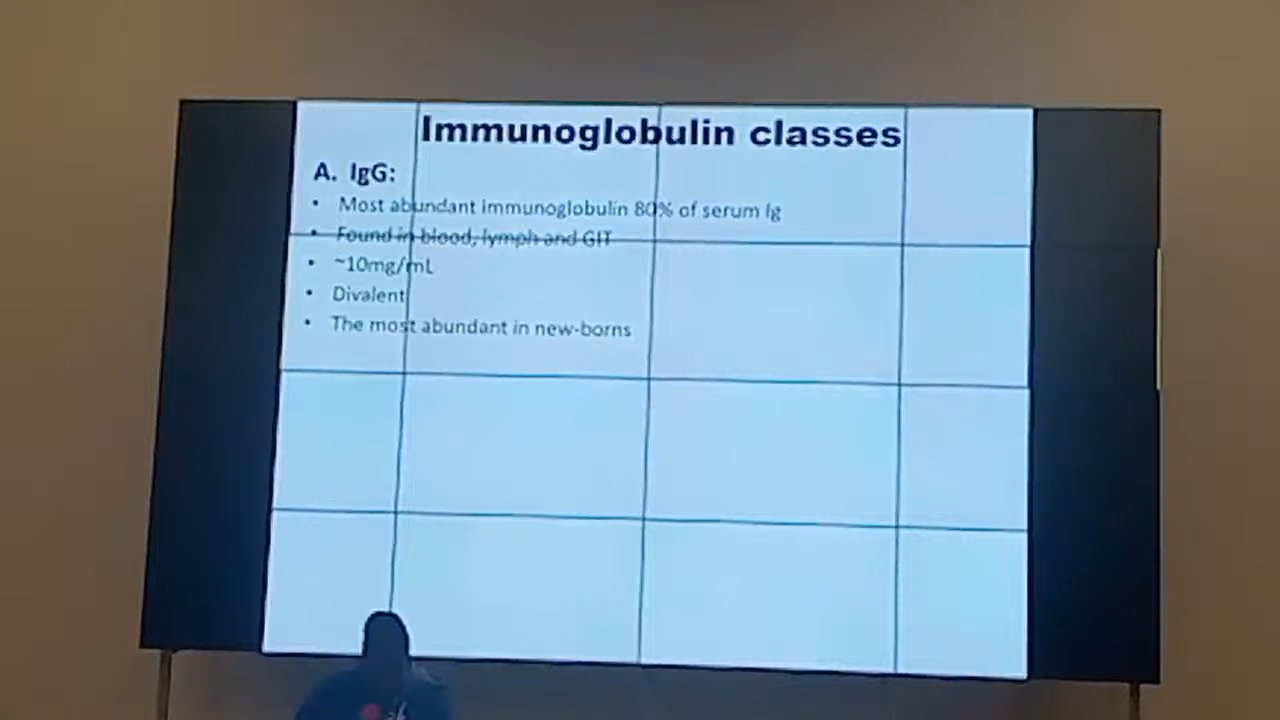 Immunoglobulin classes
A. IgG:
• Most abundant immunoglobulin 80% of serum Ig
• Found in blood, lymph and GIT
• ~10mg/mL
• Divalent
• The most abundant in new-borns